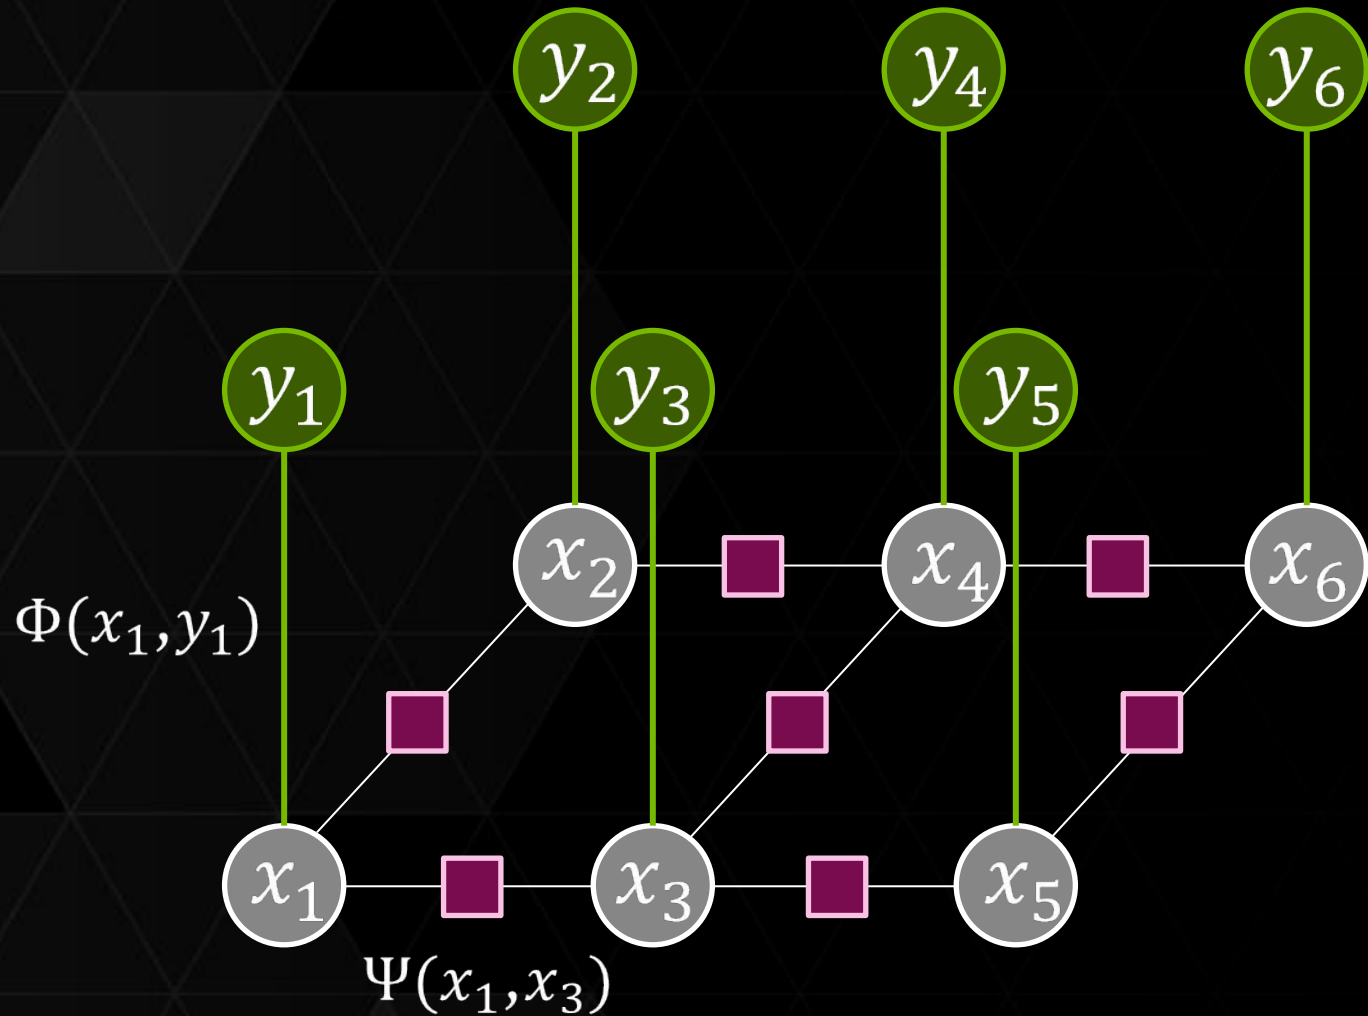 y₂ y₄ y₆
y₁ y₃ y₅
x₂ x₄ x₆
Φ(x₁,y₁)
x₁ x₃ x₅
Ψ(x₁,x₃)